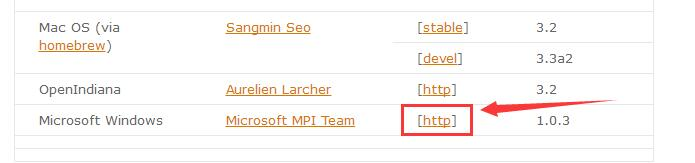 Mac OS (via homebrew) Sangmin Seo [stable] 3.2
[devel] 3.3a2
OpenIndiana Aurelien Larcher [http] 3.2
Microsoft Windows Microsoft MPI Team [http] 1.0.3